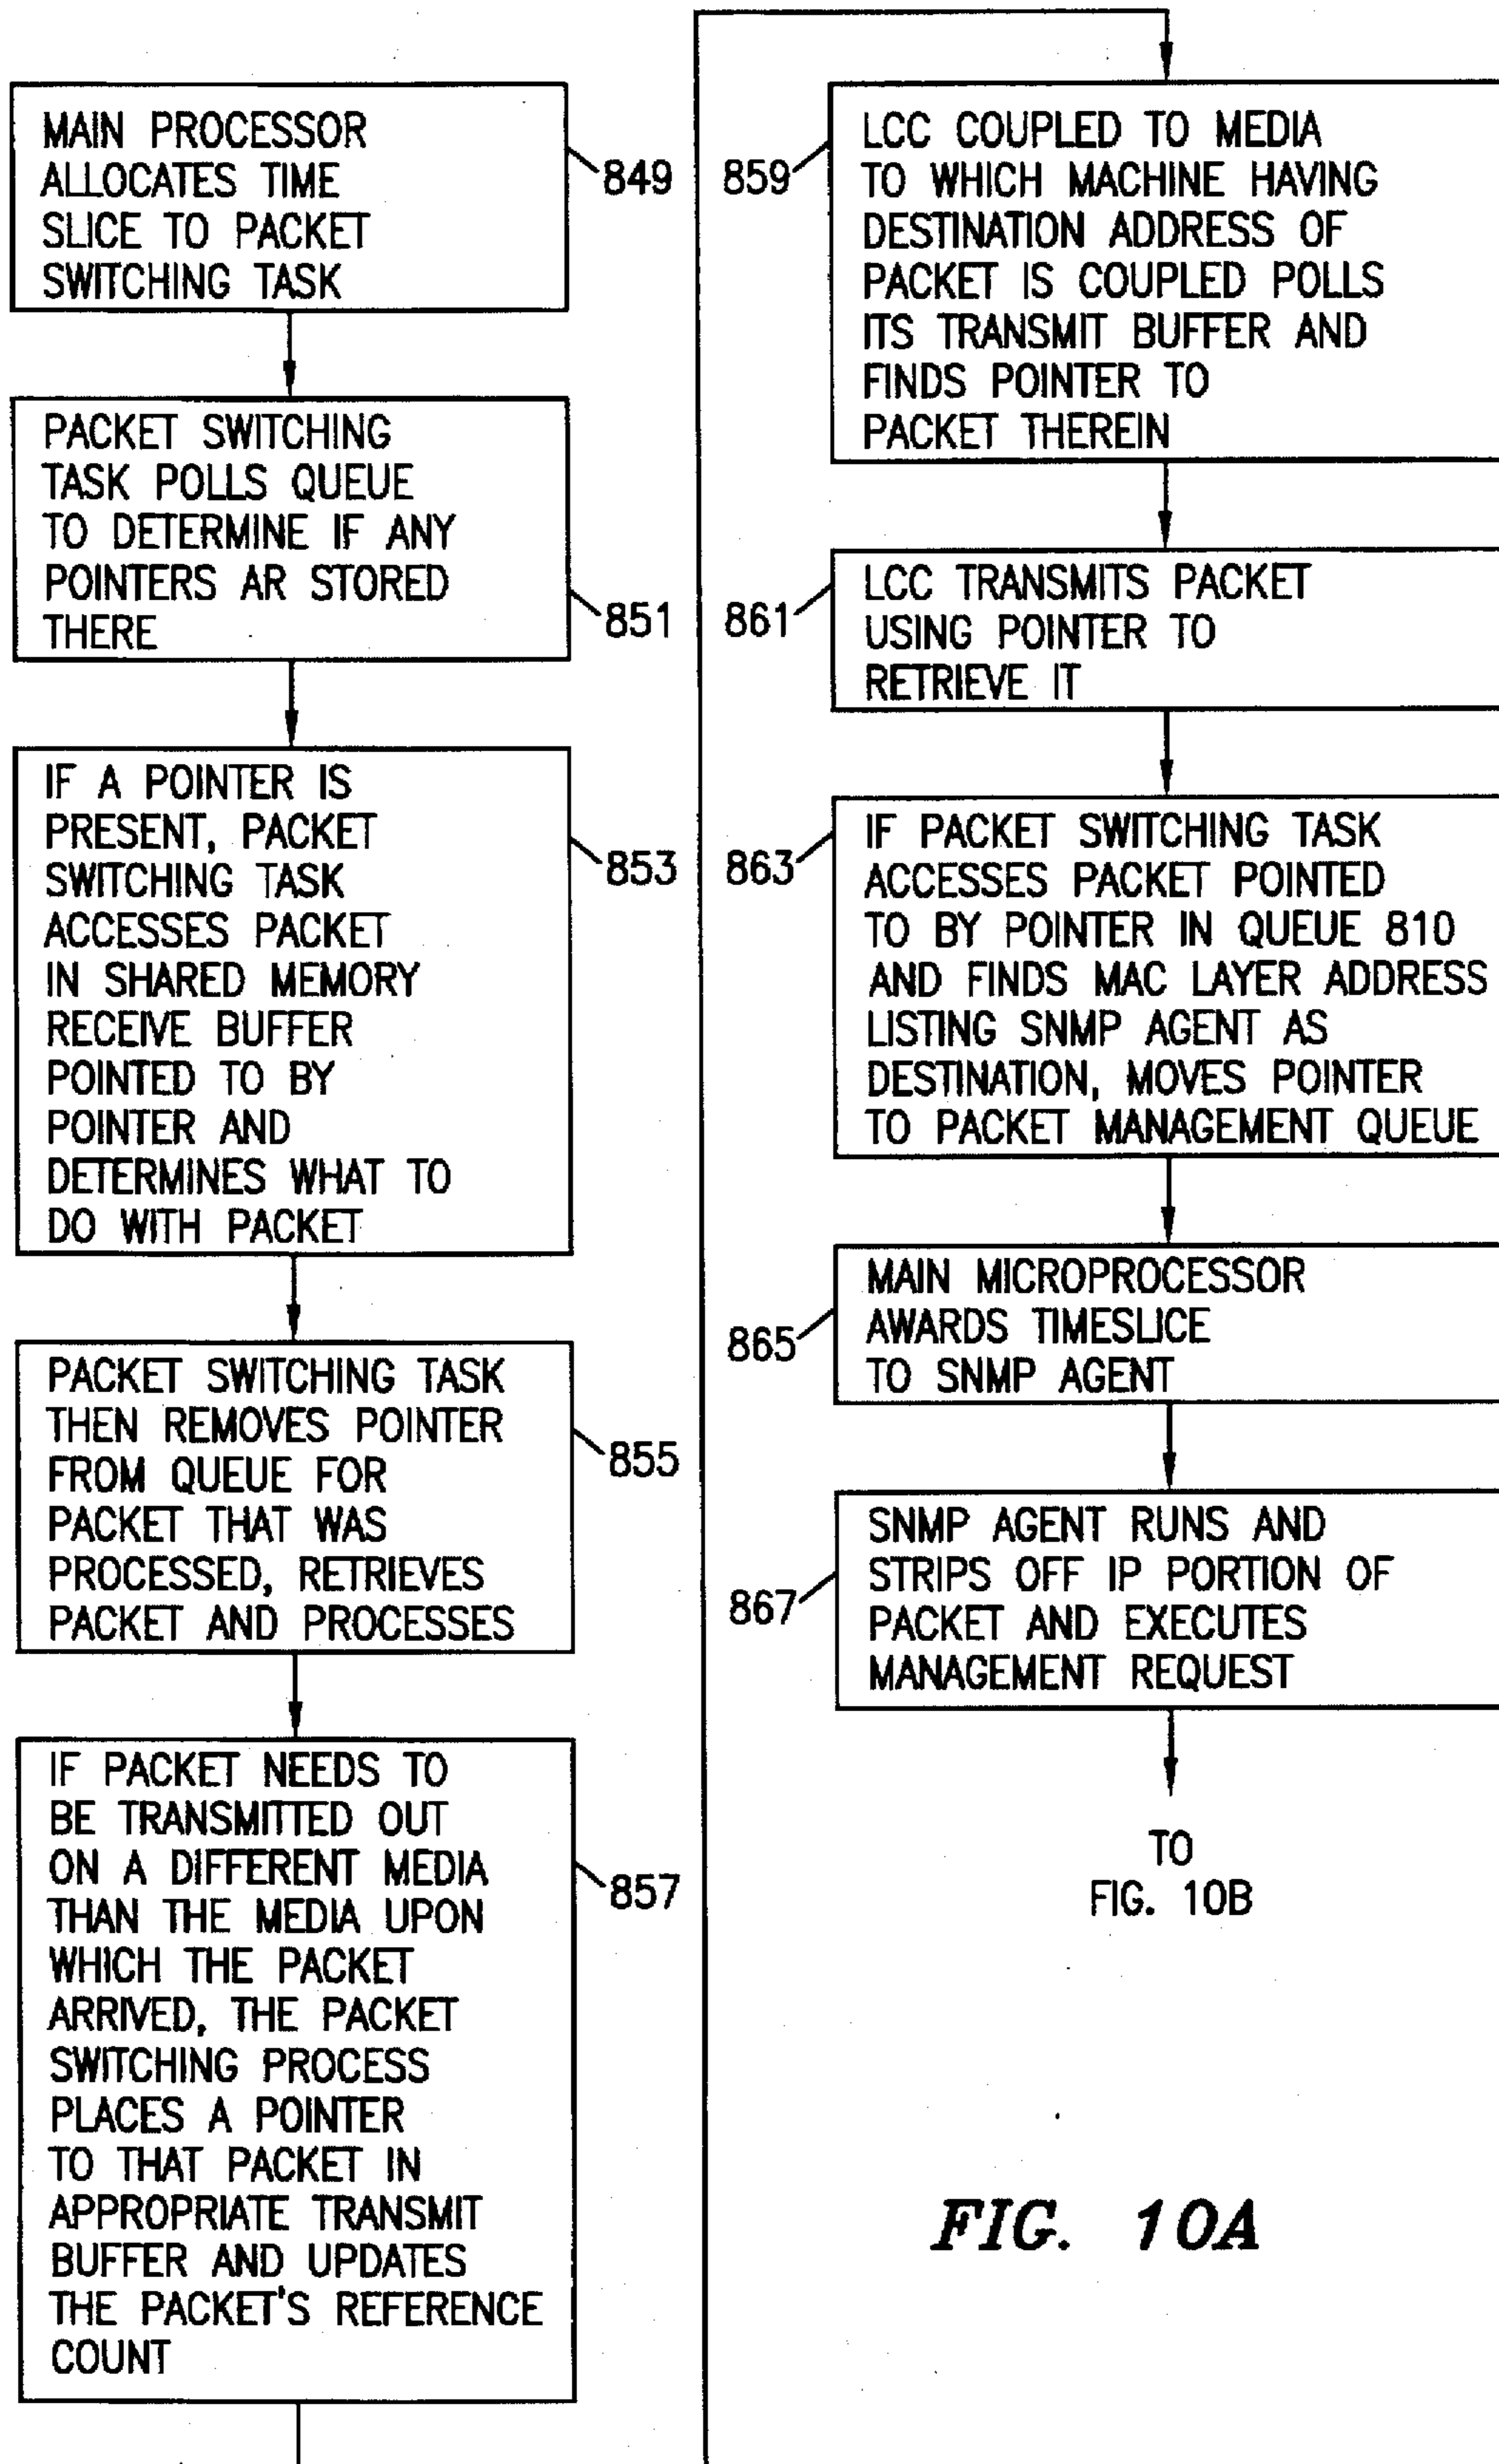 MAIN PROCESSOR
ALLOCATES TIME
SLICE TO PACKET
SWITCHING TASK
849
PACKET SWITCHING
TASK POLLS QUEUE
TO DETERMINE IF ANY
POINTERS AR STORED
THERE
851
IF A POINTER IS
PRESENT, PACKET
SWITCHING TASK
ACCESSES PACKET
IN SHARED MEMORY
RECEIVE BUFFER
POINTED TO BY
POINTER AND
DETERMINES WHAT TO
DO WITH PACKET
853
PACKET SWITCHING TASK
THEN REMOVES POINTER
FROM QUEUE FOR
PACKET THAT WAS
PROCESSED, RETRIEVES
PACKET AND PROCESSES
855
IF PACKET NEEDS TO
BE TRANSMITTED OUT
ON A DIFFERENT MEDIA
THAN THE MEDIA UPON
WHICH THE PACKET
ARRIVED, THE PACKET
SWITCHING PROCESS
PLACES A POINTER
TO THAT PACKET IN
APPROPRIATE TRANSMIT
BUFFER AND UPDATES
THE PACKET'S REFERENCE
COUNT
857
LCC COUPLED TO MEDIA
TO WHICH MACHINE HAVING
DESTINATION ADDRESS OF
PACKET IS COUPLED POLLS
ITS TRANSMIT BUFFER AND
FINDS POINTER TO
PACKET THEREIN
859
LCC TRANSMITS PACKET
USING POINTER TO
RETRIEVE IT
861
IF PACKET SWITCHING TASK
ACCESSES PACKET POINTED
TO BY POINTER IN QUEUE 810
AND FINDS MAC LAYER ADDRESS
LISTING SNMP AGENT AS
DESTINATION, MOVES POINTER
TO PACKET MANAGEMENT QUEUE
863
MAIN MICROPROCESSOR
AWARDS TIMESLICE
TO SNMP AGENT
865
SNMP AGENT RUNS AND
STRIPS OFF IP PORTION OF
PACKET AND EXECUTES
MANAGEMENT REQUEST
867
TO
FIG. 10B
FIG. 10A